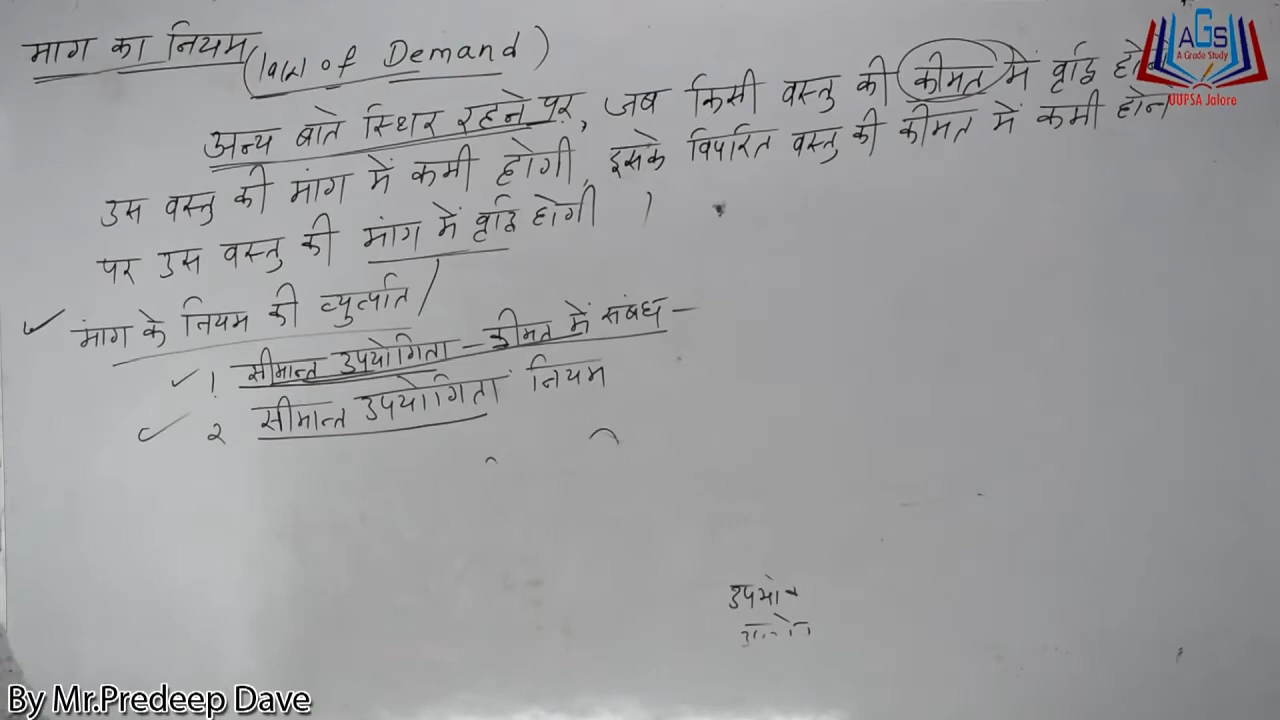 माग का नियम (law of Demand)
अन्य बाते स्थिर रहने पर, जब किसी वस्तु की कीमत में वृद्धि
उस वस्तु की मांग में कमी होगी, इसके विपरित वस्तु की कीमत में कमी होने
पर उस वस्तु की मांग में वृद्धि होगी ।
मांग के नियम की व्युत्पति /
1 सीमान्त उपयोगिता - कीमत में संबंध -
२ सीमान्त उपयोगिता नियम
AGS
A Grade Study
UUPSA Jalore
By Mr.Predeep Dave